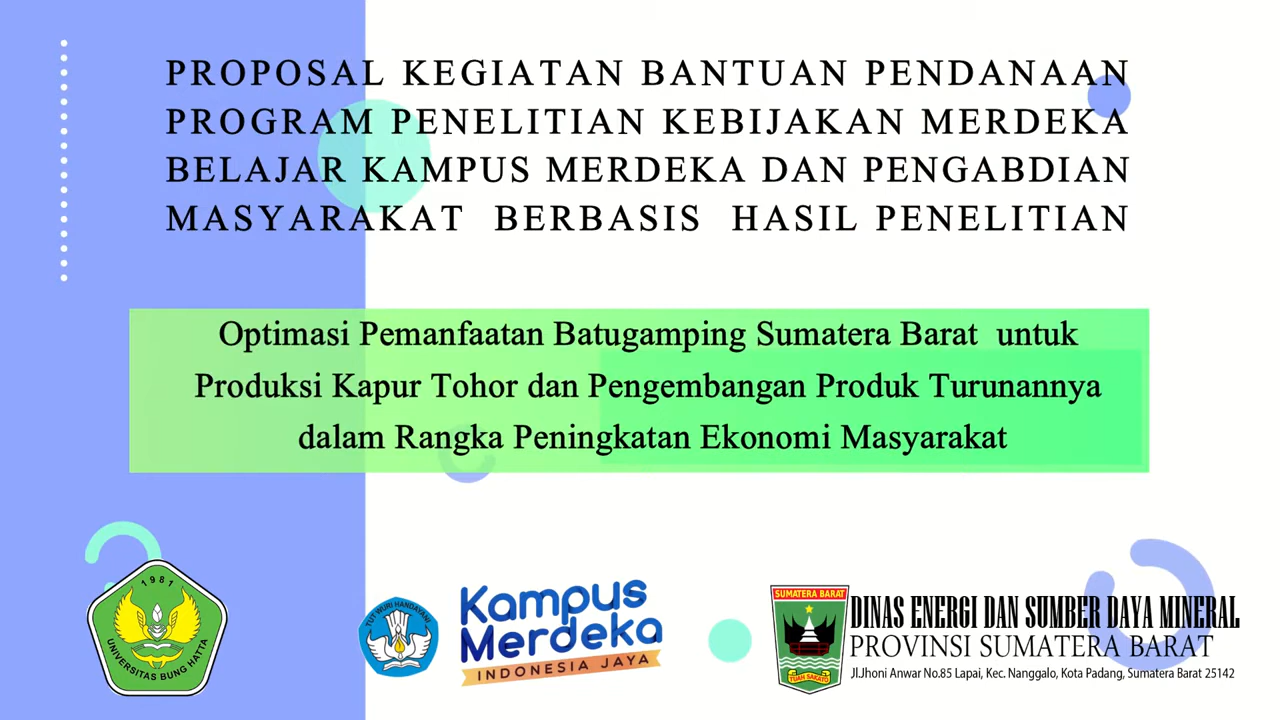 PROPOSAL KEGIATAN BANTUAN PENDANAAN
PROGRAM PENELITIAN KEBIJAKAN MERDEKA
BELAJAR KAMPUS MERDEKA DAN PENGABDIAN
MASYARAKAT BERBASIS HASIL PENELITIAN
Optimasi Pemanfaatan Batugamping Sumatera Barat untuk
Produksi Kapur Tohor dan Pengembangan Produk Turunannya
dalam Rangka Peningkatan Ekonomi Masyarakat
1981
UNIVERSITAS BUNG HATTA
TUT WURI HANDAYANI
Kampus
Merdeka
INDONESIA JAYA
SUMATERA BARAT
TUAH SAKATO
DINAS ENERGI DAN SUMBER DAYA MINERAL
PROVINSI SUMATERA BARAT
Jl.Jhoni Anwar No.85 Lapai, Kec. Nanggalo, Kota Padang, Sumatera Barat 25142